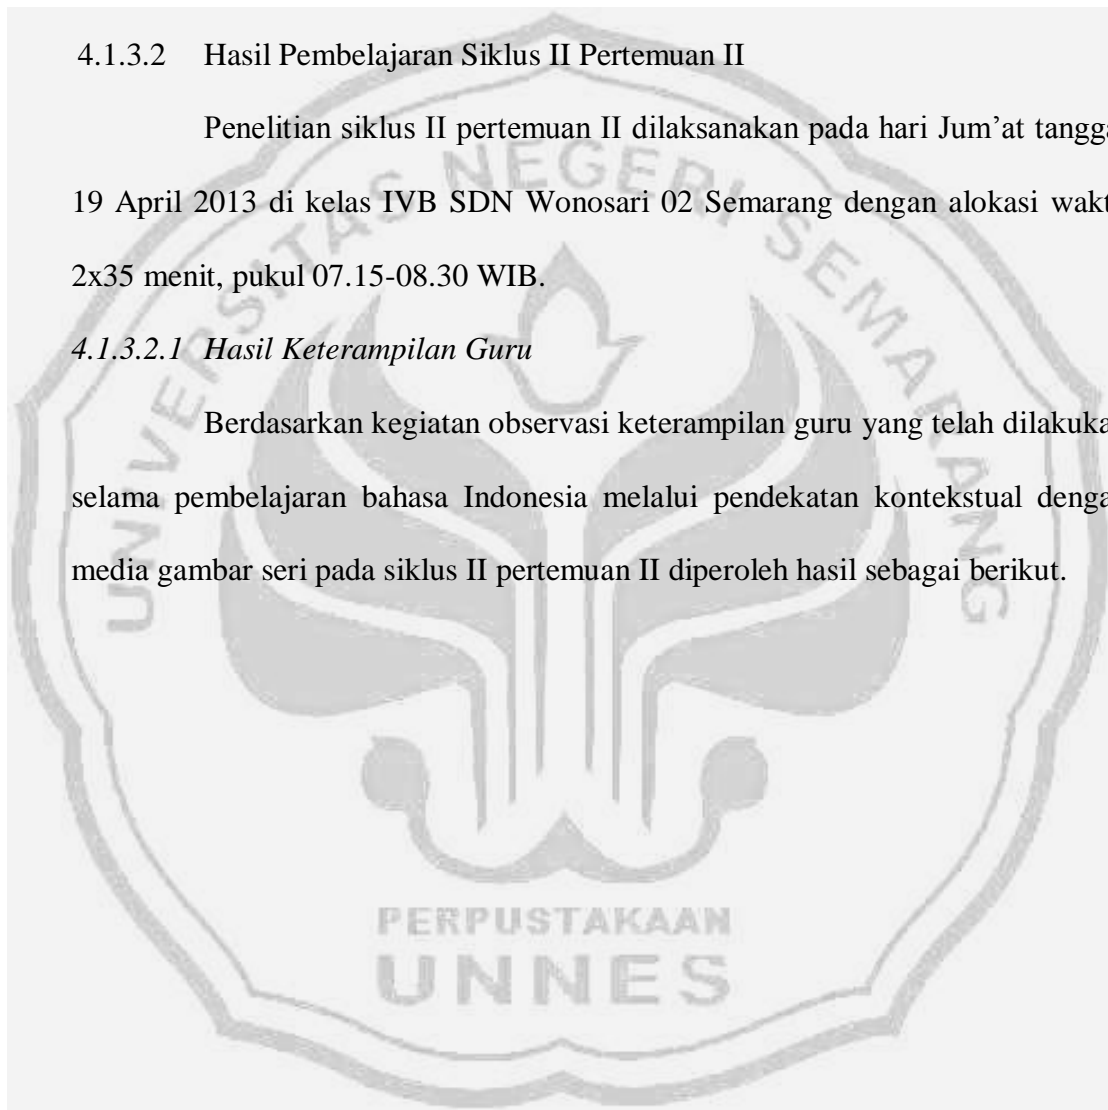 4.1.3.2 Hasil Pembelajaran Siklus II Pertemuan II
Penelitian siklus II pertemuan II dilaksanakan pada hari Jum’at tangga
19 April 2013 di kelas IVB SDN Wonosari 02 Semarang dengan alokasi wakt
2x35 menit, pukul 07.15-08.30 WIB.
4.1.3.2.1 Hasil Keterampilan Guru
Berdasarkan kegiatan observasi keterampilan guru yang telah dilakuka
selama pembelajaran bahasa Indonesia melalui pendekatan kontekstual denga
media gambar seri pada siklus II pertemuan II diperoleh hasil sebagai berikut.
UNIVERSITAS NEGERI SEMARANG
PERPUSTAKAAN
UNNES